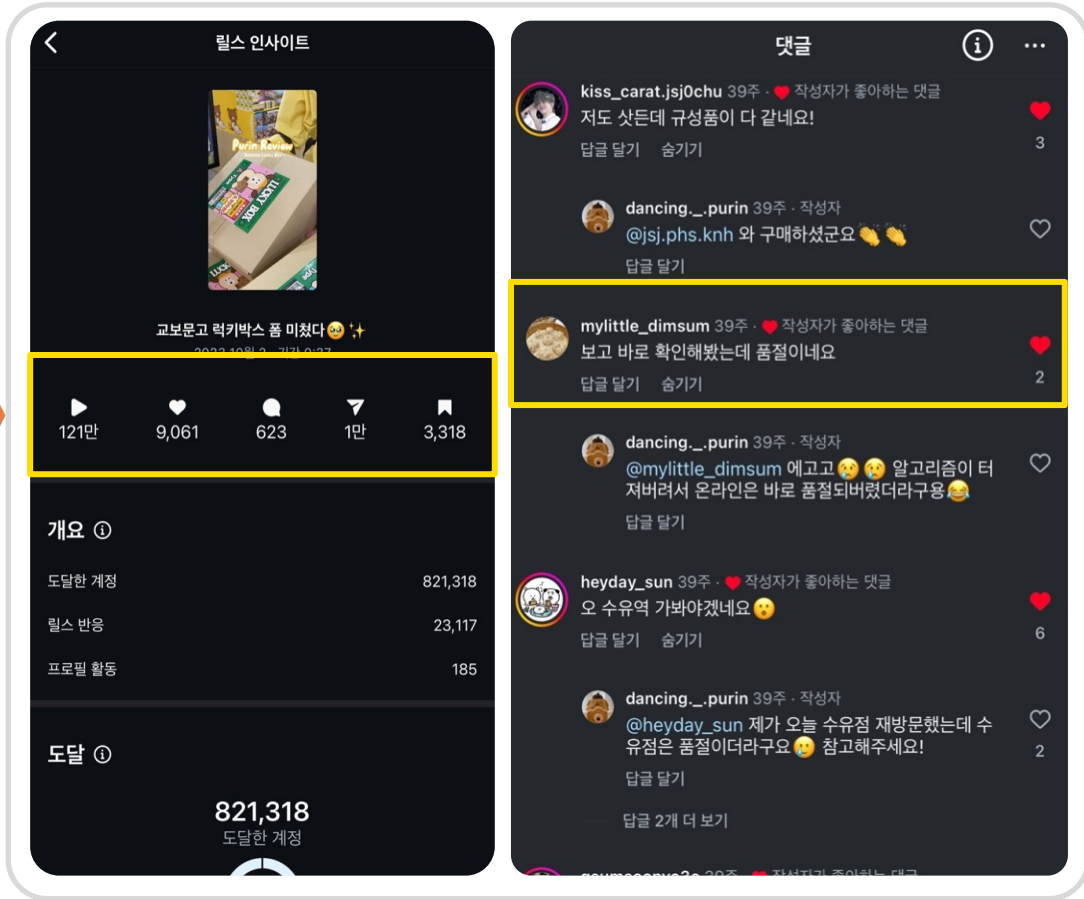 릴스 인사이트
Purin Review
LUCKY BOX
교보문고 럭키박스 폼 미쳤다🥹✨
121만
9,061
623
1만
3,318
개요
도달한 계정 821,318
릴스 반응 23,117
프로필 활동 185
도달
821,318
도달한 계정
댓글
kiss_carat.jsj0chu 39주 · ❤️ 작성자가 좋아하는 댓글
저도 삿든데 규성품이 다 같네요!
3
답글 달기 숨기기
dancing._.purin 39주 · 작성자
@jsj.phs.knh 와 구매하셨군요👏👏
답글 달기
mylittle_dimsum 39주 · ❤️ 작성자가 좋아하는 댓글
보고 바로 확인해봤는데 품절이네요
2
답글 달기 숨기기
dancing._.purin 39주 · 작성자
@mylittle_dimsum 에고고😢😢 알고리즘이 터
져버려서 온라인은 바로 품절되버렸더라구용😂
답글 달기
heyday_sun 39주 · ❤️ 작성자가 좋아하는 댓글
오 수유역 가봐야겠네요😮
6
답글 달기 숨기기
dancing._.purin 39주 · 작성자
@heyday_sun 제가 오늘 수유점 재방문했는데 수
유점은 품절이더라구요🥲 참고해주세요!
2
답글 달기
답글 2개 더 보기